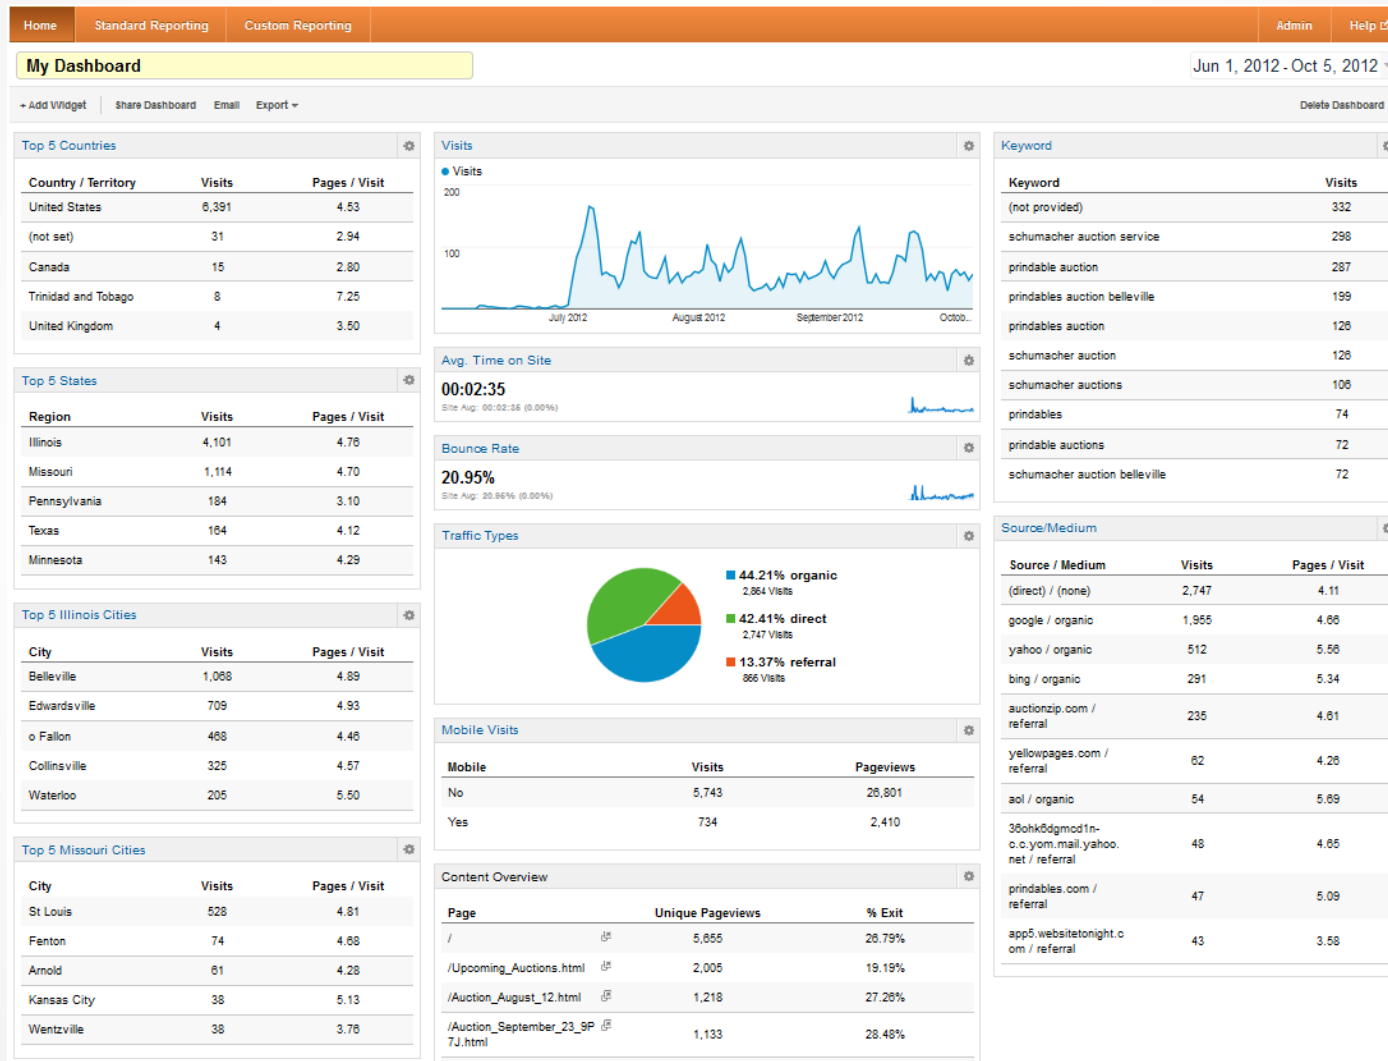 Home Standard Reporting Custom Reporting Admin Help
My Dashboard
Jun 1, 2012 - Oct 5, 2012
+ Add Widget Share Dashboard Email Export Delete Dashboard
Top 5 Countries
Country / Territory Visits Pages / Visit
United States 6,391 4.53
(not set) 31 2.94
Canada 15 2.80
Trinidad and Tobago 8 7.25
United Kingdom 4 3.50
Top 5 States
Region Visits Pages / Visit
Illinois 4,101 4.76
Missouri 1,114 4.70
Pennsylvania 184 3.10
Texas 164 4.12
Minnesota 143 4.29
Top 5 Illinois Cities
City Visits Pages / Visit
Belleville 1,068 4.89
Edwardsville 709 4.93
o Fallon 468 4.46
Collinsville 325 4.57
Waterloo 205 5.50
Top 5 Missouri Cities
City Visits Pages / Visit
St Louis 528 4.81
Fenton 74 4.68
Arnold 61 4.28
Kansas City 38 5.13
Wentzville 38 3.76
Visits
Visits
200
100
July 2012 August 2012 September 2012 Octob...
Avg. Time on Site
00:02:35
Site Avg: 00:02:35 (0.00%)
Bounce Rate
20.95%
Site Avg: 20.95% (0.00%)
Traffic Types
44.21% organic
2,864 Visits
42.41% direct
2,747 Visits
13.37% referral
866 Visits
Mobile Visits
Mobile Visits Pageviews
No 5,743 26,801
Yes 734 2,410
Content Overview
Page Unique Pageviews % Exit
/ 5,655 26.79%
/Upcoming_Auctions.html 2,005 19.19%
/Auction_August_12.html 1,218 27.26%
/Auction_September_23_9P
7J.html 1,133 28.48%
Keyword
Keyword Visits
(not provided) 332
schumacher auction service 298
prindable auction 287
prindables auction belleville 199
prindables auction 126
schumacher auction 126
schumacher auctions 106
prindables 74
prindable auctions 72
schumacher auction belleville 72
Source/Medium
Source / Medium Visits Pages / Visit
(direct) / (none) 2,747 4.11
google / organic 1,955 4.66
yahoo / organic 512 5.56
bing / organic 291 5.34
auctionzip.com /
referral 235 4.61
yellowpages.com /
referral 62 4.26
aol / organic 54 5.69
36ohk6dgmcd1n-
c.c.yom.mail.yahoo.
net / referral 48 4.65
prindables.com /
referral 47 5.09
app5.websitetonight.c
om / referral 43 3.58